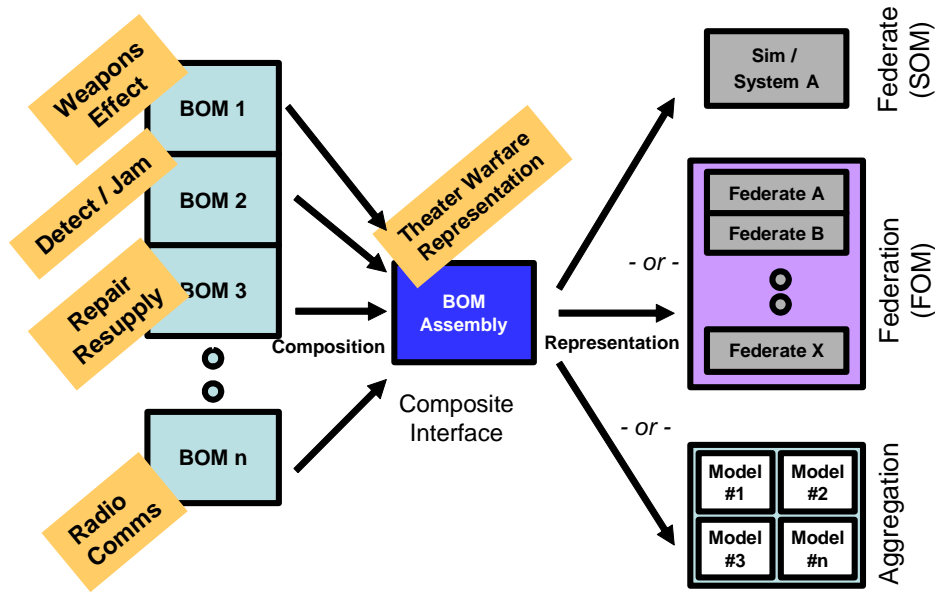 Weapons
Effect
BOM 1
Detect / Jam
BOM 2
Repair
Resupply
BOM 3
BOM n
Radio
Comms
Composition
Theater Warfare
Representation
BOM
Assembly
Composite
Interface
Representation
- or -
- or -
Sim /
System A
Federate
(SOM)
Federate A
Federate B
Federate X
Federation
(FOM)
Model
#1
Model
#2
Model
#3
Model
#n
Aggregation